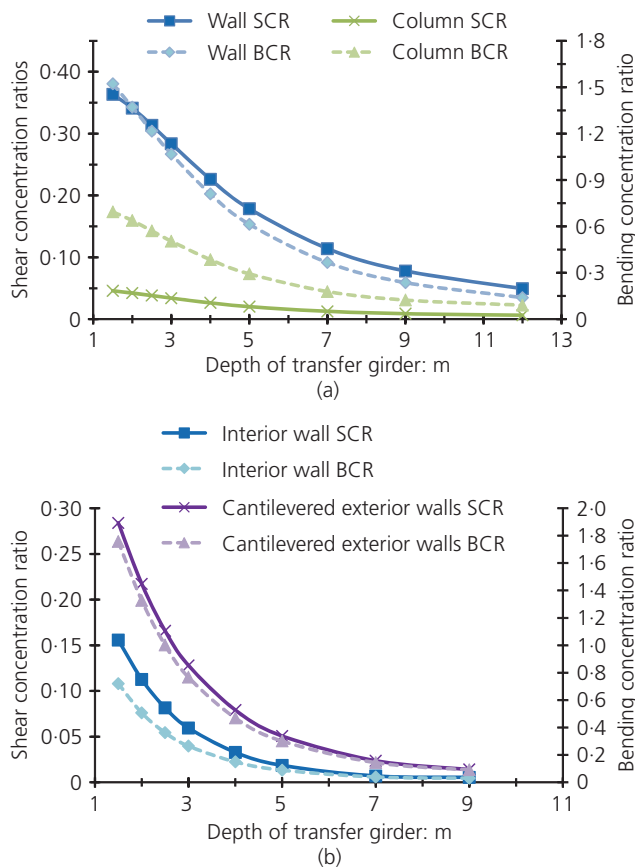 Wall SCR
Column SCR
Wall BCR
Column BCR
Shear concentration ratios
0·40
0·30
0·20
0·10
0
1·8
1·5
1·2
0·9
0·6
0·3
0
Bending concentration ratio
1 3 5 7 9 11 13
Depth of transfer girder: m
(a)
Interior wall SCR
Interior wall BCR
Cantilevered exterior walls SCR
Cantilevered exterior walls BCR
Shear concentration ratio
0·30
0·25
0·20
0·15
0·10
0·05
0
2·0
1·8
1·6
1·4
1·2
1·0
0·8
0·6
0·4
0·2
0
Bending concentration ratio
1 3 5 7 9 11
Depth of transfer girder: m
(b)